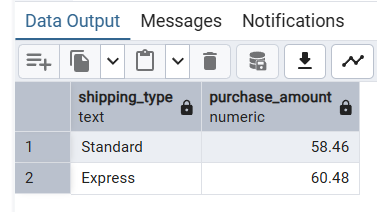 Data Output Messages Notifications
shipping_type purchase_amount
text numeric
1 Standard 58.46
2 Express 60.48